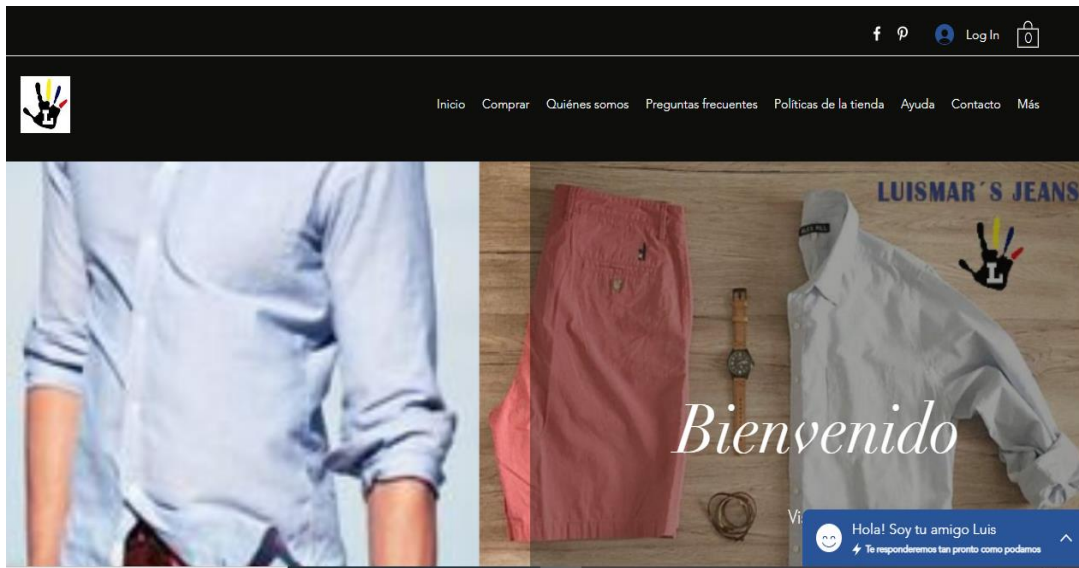 Log In
0
L
Inicio Comprar Quiénes somos Preguntas frecuentes Políticas de la tienda Ayuda Contacto Más
LUISMAR´S JEANS
L
Bienvenido
Hola! Soy tu amigo Luis
Te responderemos tan pronto como podamos